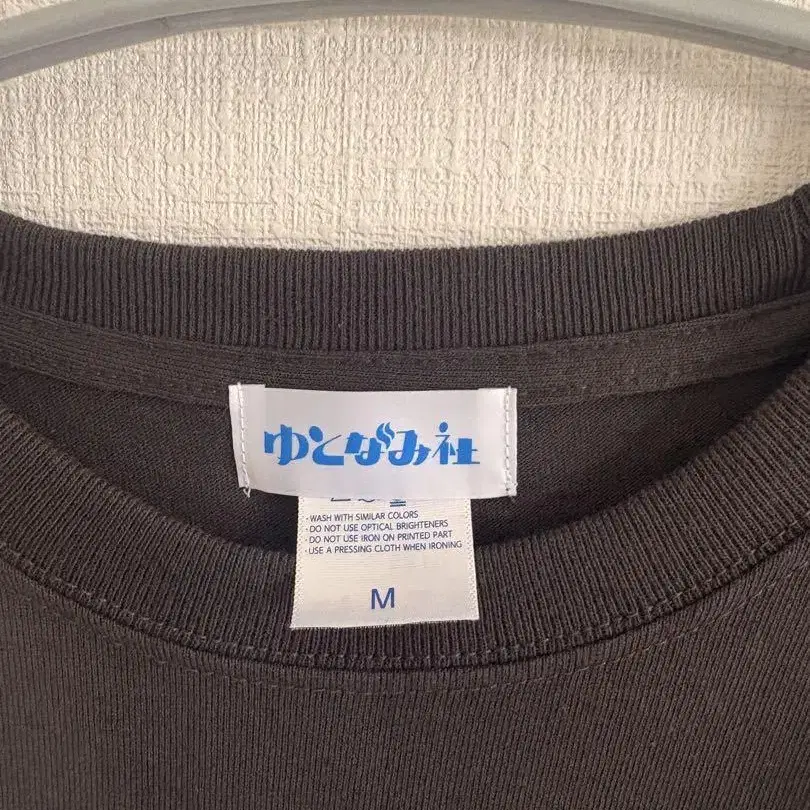 ゆとなみ社
・WASH WITH SIMILAR COLORS
・DO NOT USE OPTICAL BRIGHTENERS
・DO NOT USE IRON ON PRINTED PART
・USE A PRESSING CLOTH WHEN IRONING
M